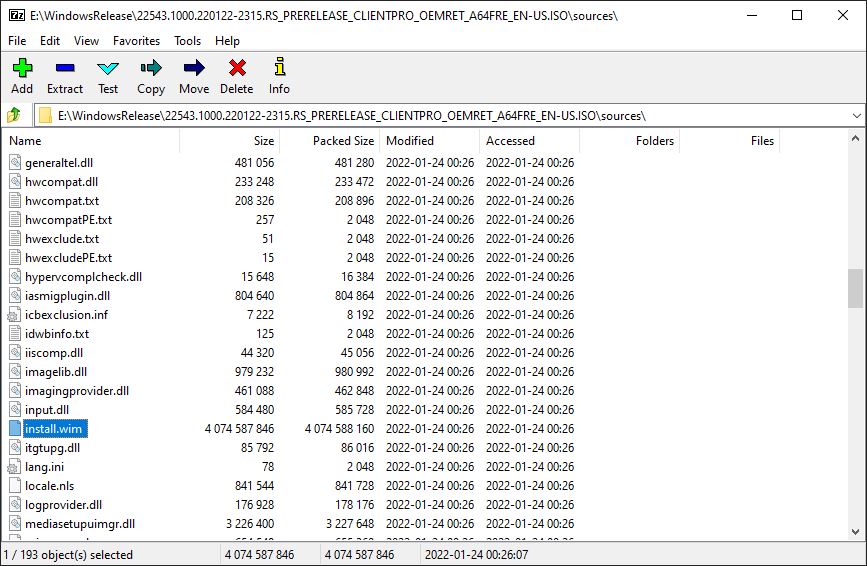 7z E:\WindowsRelease\22543.1000.220122-2315.RS_PRERELEASE_CLIENTPRO_OEMRET_A64FRE_EN-US.ISO\sources\
File Edit View Favorites Tools Help
Add Extract Test Copy Move Delete Info
E:\WindowsRelease\22543.1000.220122-2315.RS_PRERELEASE_CLIENTPRO_OEMRET_A64FRE_EN-US.ISO\sources\
Name Size Packed Size Modified Accessed Folders Files
generaltel.dll 481 056 481 280 2022-01-24 00:26 2022-01-24 00:26
hwcompat.dll 233 248 233 472 2022-01-24 00:26 2022-01-24 00:26
hwcompat.txt 208 326 208 896 2022-01-24 00:26 2022-01-24 00:26
hwcompatPE.txt 257 2 048 2022-01-24 00:26 2022-01-24 00:26
hwexclude.txt 51 2 048 2022-01-24 00:26 2022-01-24 00:26
hwexcludePE.txt 15 2 048 2022-01-24 00:26 2022-01-24 00:26
hypervcomplcheck.dll 15 648 16 384 2022-01-24 00:26 2022-01-24 00:26
iasmigplugin.dll 804 640 804 864 2022-01-24 00:26 2022-01-24 00:26
icbexclusion.inf 7 222 8 192 2022-01-24 00:26 2022-01-24 00:26
idwbinfo.txt 125 2 048 2022-01-24 00:26 2022-01-24 00:26
iiscomp.dll 44 320 45 056 2022-01-24 00:26 2022-01-24 00:26
imagelib.dll 979 232 980 992 2022-01-24 00:26 2022-01-24 00:26
imagingprovider.dll 461 088 462 848 2022-01-24 00:26 2022-01-24 00:26
input.dll 584 480 585 728 2022-01-24 00:26 2022-01-24 00:26
install.wim 4 074 587 846 4 074 588 160 2022-01-24 00:26 2022-01-24 00:26
itgtupg.dll 85 792 86 016 2022-01-24 00:26 2022-01-24 00:26
lang.ini 78 2 048 2022-01-24 00:26 2022-01-24 00:26
locale.nls 841 544 841 728 2022-01-24 00:26 2022-01-24 00:26
logprovider.dll 176 928 178 176 2022-01-24 00:26 2022-01-24 00:26
mediasetupuimgr.dll 3 226 400 3 227 648 2022-01-24 00:26 2022-01-24 00:26
1 / 193 object(s) selected 4 074 587 846 4 074 587 846 2022-01-24 00:26:07